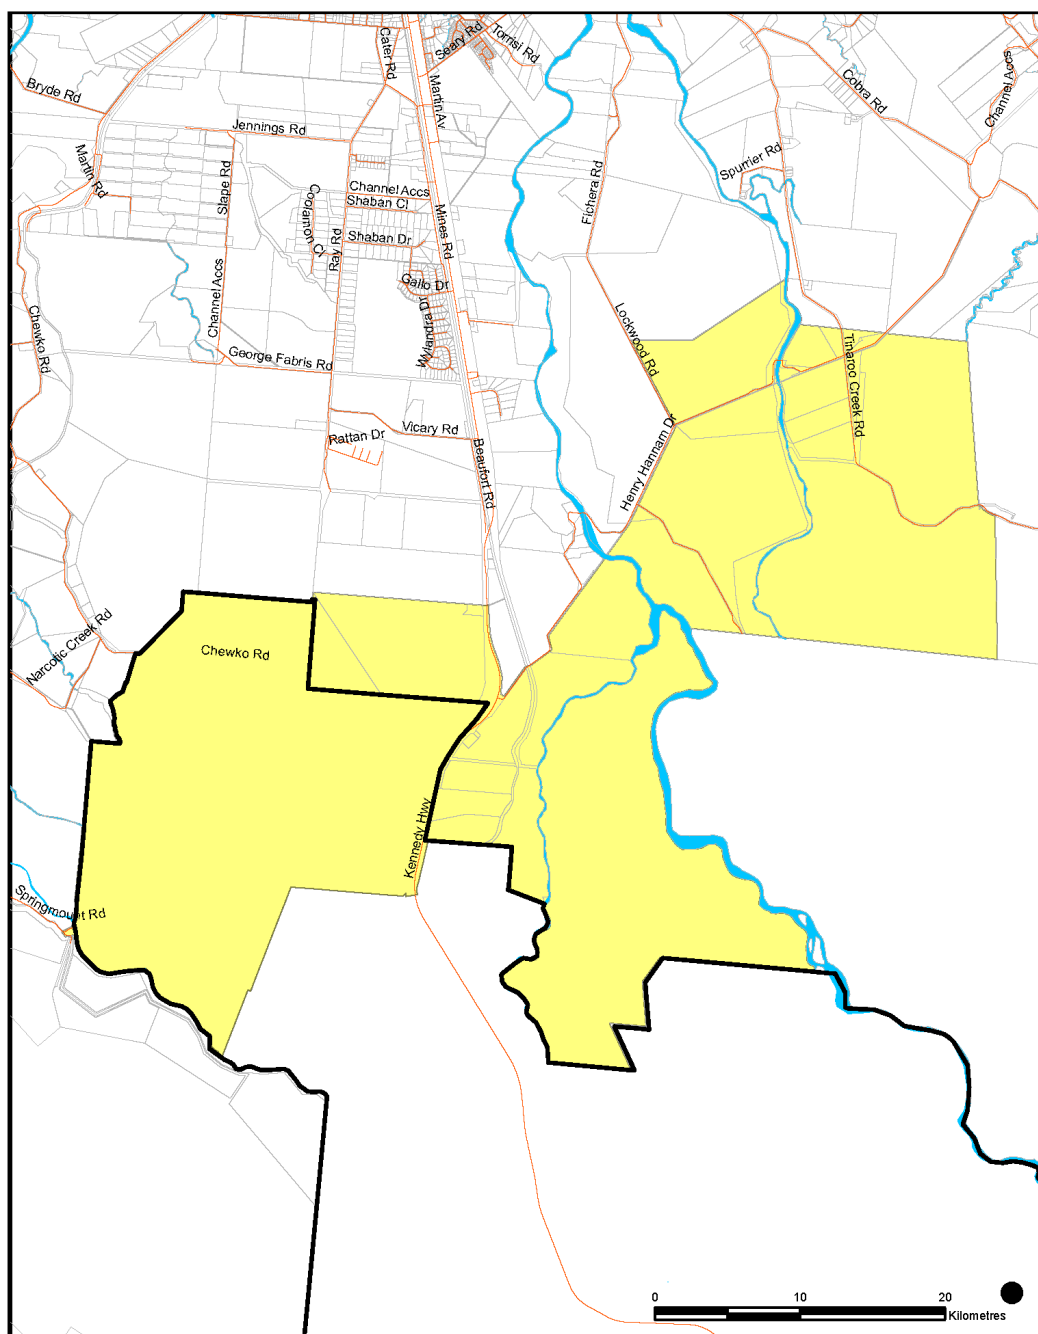 Torrisi Rd
Seary Rd
Cater Rd
Bryde Rd
Martin Av
Cobra Rd
Channel Accs
Jennings Rd
Martin Rd
Slape Rd
Spurrier Rd
Fichera Rd
Channel Accs
Shaban Cl
Coolamon Cl
Ray Rd
Shaban Dr
Mines Rd
Channel Accs
Gallo Dr
Wylandra Dr
Chewko Rd
Lockwood Rd
George Fabris Rd
Tinaroo Creek Rd
Vicary Rd
Rattan Dr
Beaufort Rd
Henry Hannam Dr
Narcotic Creek Rd
Chewko Rd
Kennedy Hwy
Springmount Rd
0 10 20
Kilometres